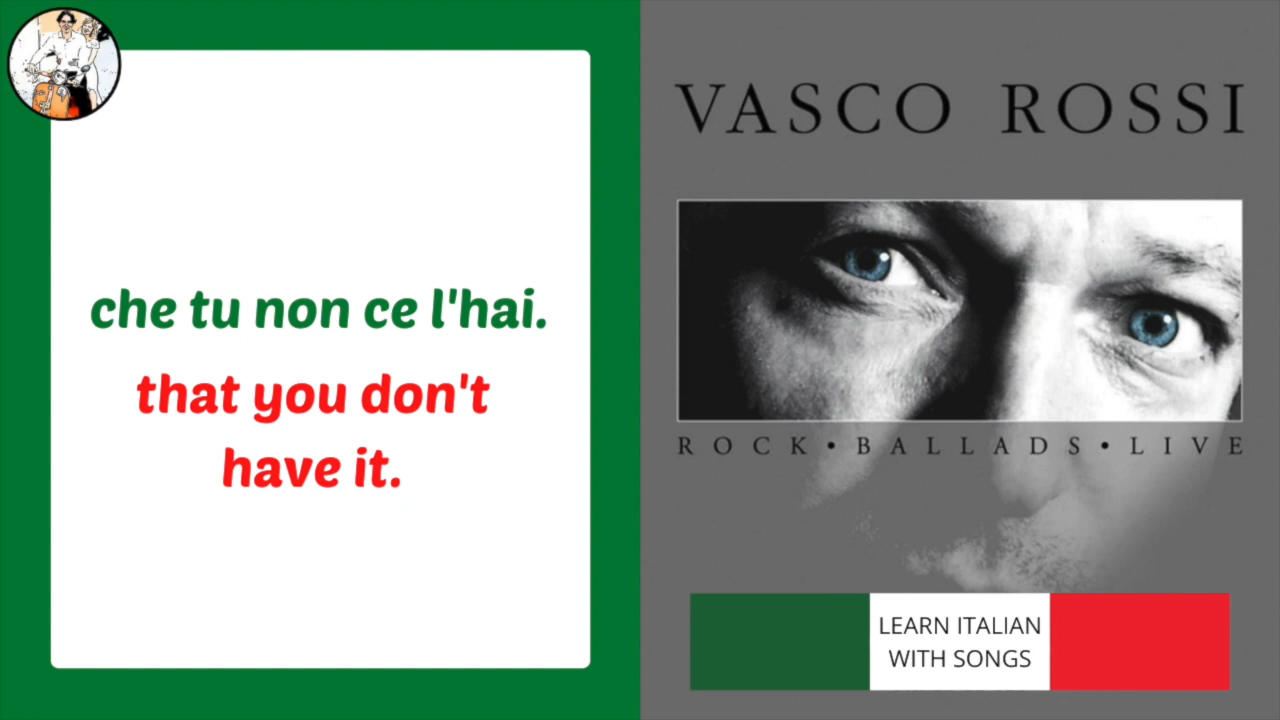 che tu non ce l'hai.
that you don't
have it.
VASCO ROSSI
ROCK•BALLADS•LIVE
LEARN ITALIAN
WITH SONGS